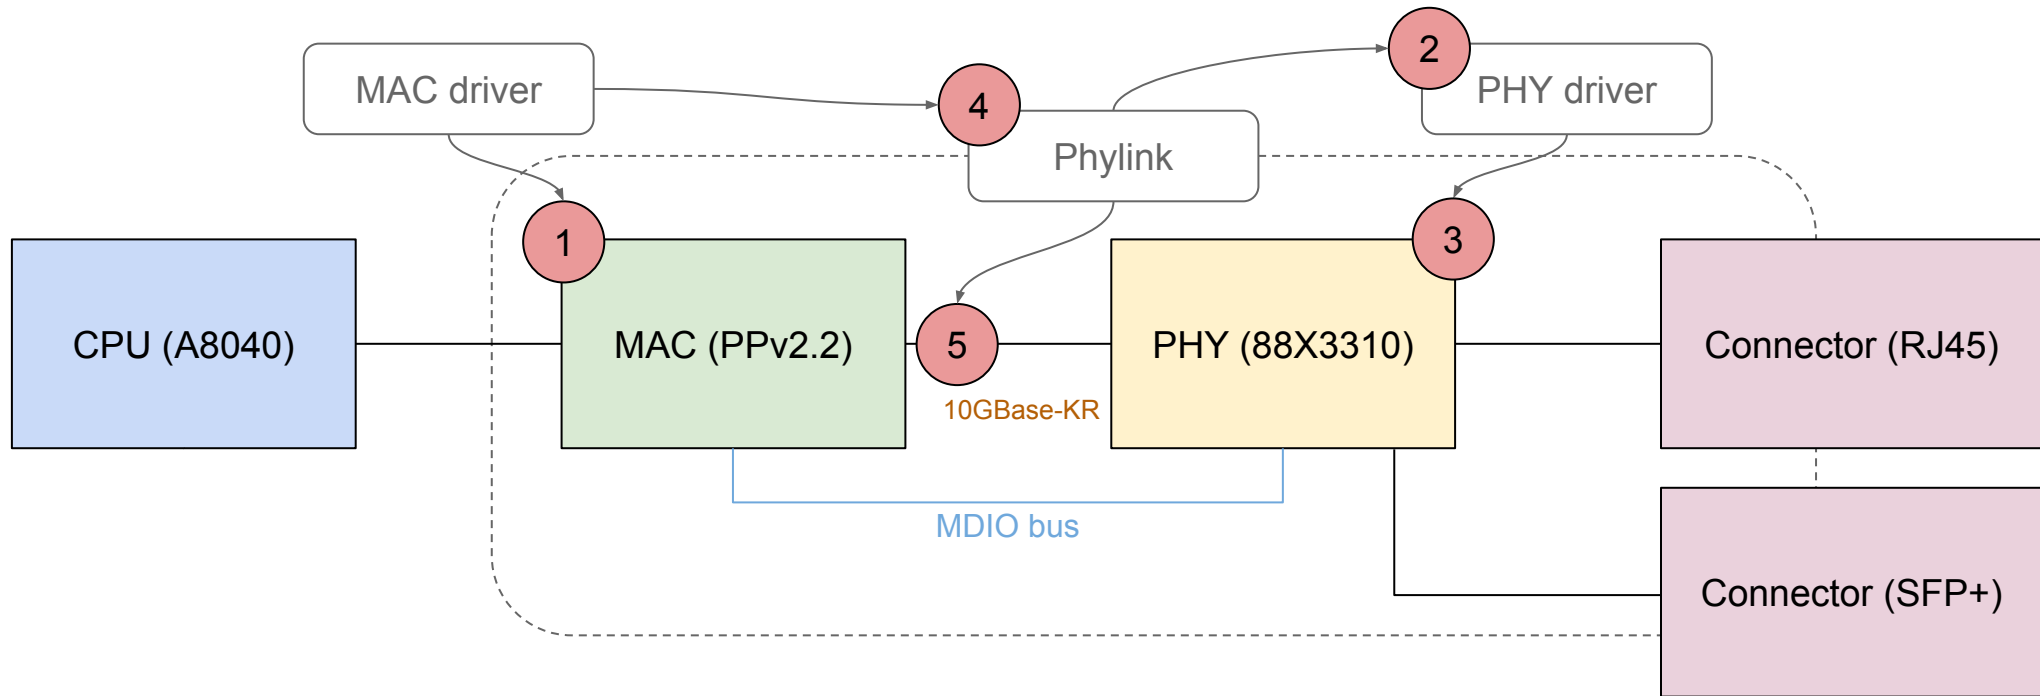 2
MAC driver
4
PHY driver
Phylink
1
3
CPU (A8040)
MAC (PPv2.2)
5
PHY (88X3310)
Connector (RJ45)
10GBase-KR
MDIO bus
Connector (SFP+)